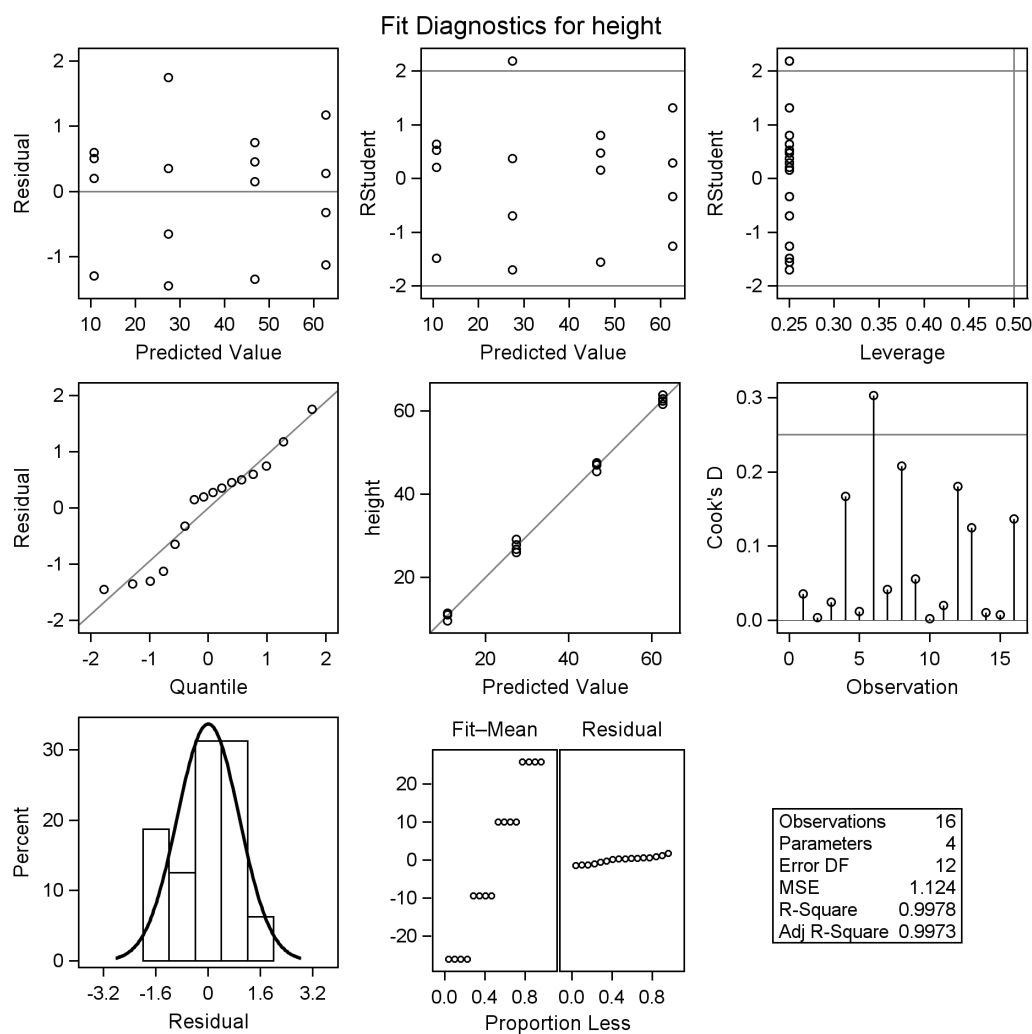 Fit Diagnostics for height
2
1
0
-1
Residual
10 20 30 40 50 60
Predicted Value
2
1
0
-1
-2
RStudent
10 20 30 40 50 60
Predicted Value
2
1
0
-1
-2
RStudent
0.25 0.30 0.35 0.40 0.45 0.50
Leverage
2
1
0
-1
-2
Residual
-2 -1 0 1 2
Quantile
60
40
20
height
20 40 60
Predicted Value
0.3
0.2
0.1
0.0
Cook's D
0 5 10 15
Observation
30
20
10
0
Percent
-3.2 -1.6 0 1.6 3.2
Residual
Fit–Mean Residual
20
10
0
-10
-20
0.0 0.4 0.8 0.0 0.4 0.8
Proportion Less
Observations 16
Parameters 4
Error DF 12
MSE 1.124
R-Square 0.9978
Adj R-Square 0.9973